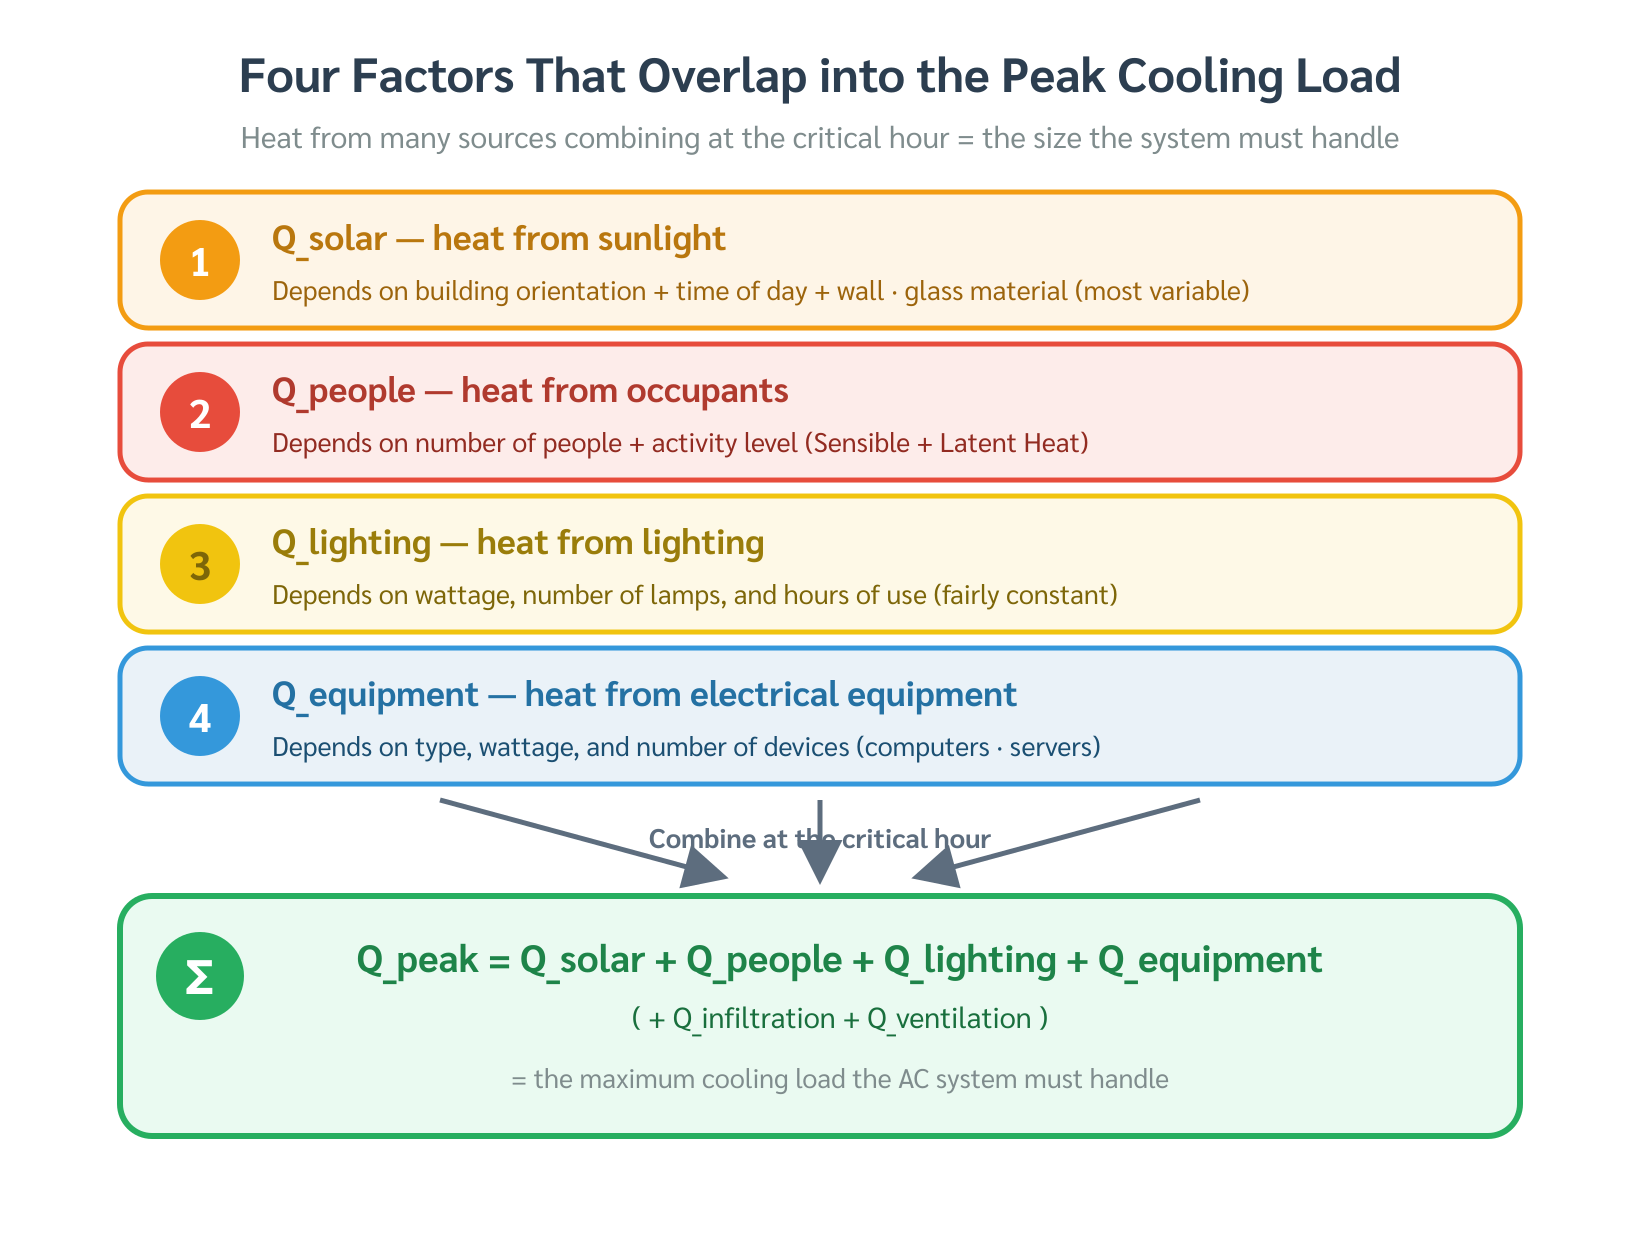 Four Factors That Overlap into the Peak Cooling Load
Heat from many sources combining at the critical hour = the size the system must handle
1
Q_solar — heat from sunlight
Depends on building orientation + time of day + wall · glass material (most variable)
2
Q_people — heat from occupants
Depends on number of people + activity level (Sensible + Latent Heat)
3
Q_lighting — heat from lighting
Depends on wattage, number of lamps, and hours of use (fairly constant)
4
Q_equipment — heat from electrical equipment
Depends on type, wattage, and number of devices (computers · servers)
Combine at the critical hour
Σ
Q_peak = Q_solar + Q_people + Q_lighting + Q_equipment
( + Q_infiltration + Q_ventilation )
= the maximum cooling load the AC system must handle